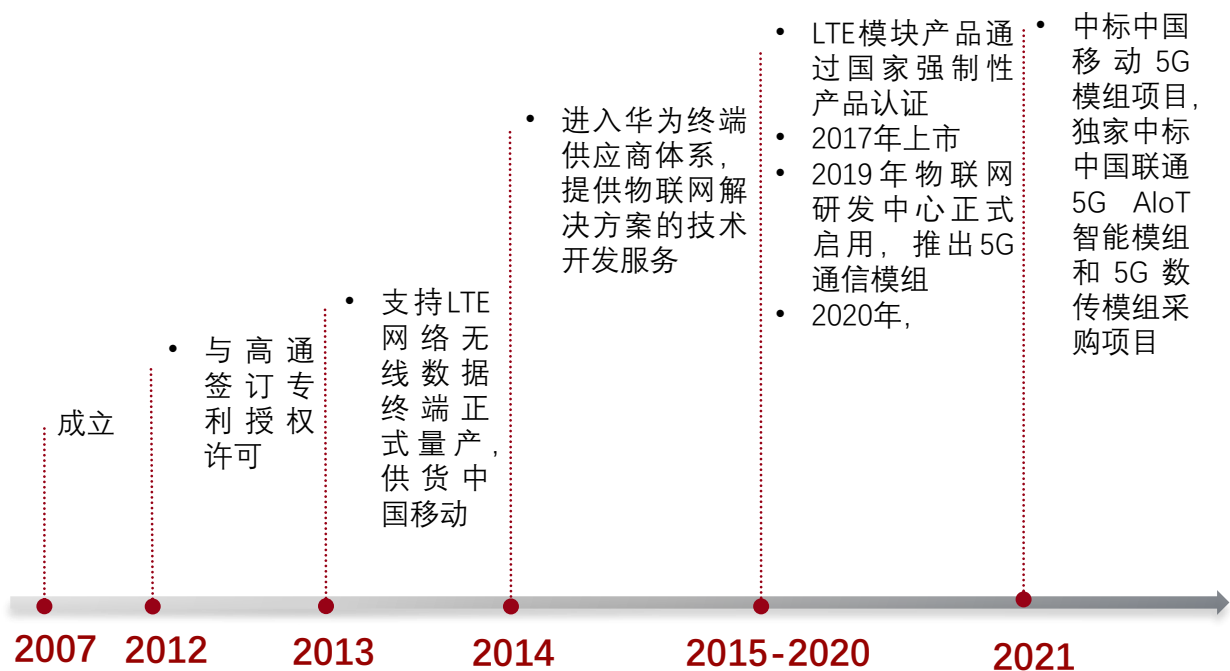 成立
2007
• 与高通
签订专
利授权
许可
2012
• 支持LTE
网络无
线数据
终端正
式量产,
供货中
国移动
2013
• 进入华为终端
供应商体系,
提供物联网解
决方案的技术
开发服务
2014
• LTE模块产品通
过国家强制性
产品认证
• 2017年上市
• 2019年物联网
研发中心正式
启用, 推出5G
通信模组
• 2020年,
2015-2020
• 中标中国
移动5G
模组项目,
独家中标
中国联通
5G AIoT
智能模组
和5G数
传模组采
购项目
2021